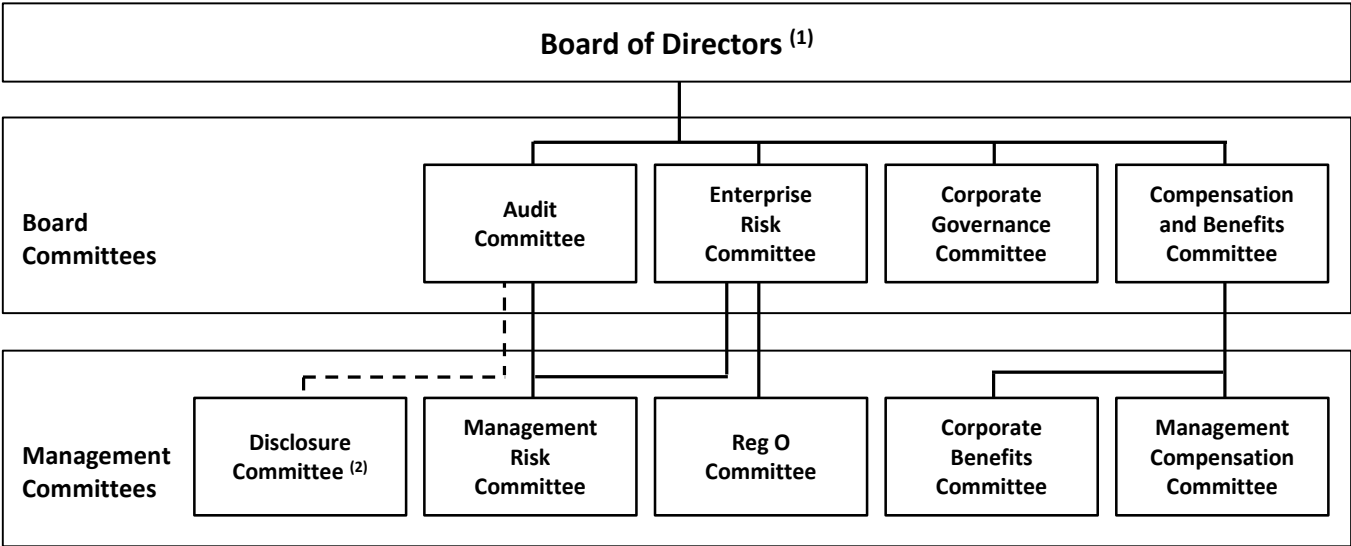 Board of Directors (1)
Board
Committees
Audit
Committee
Enterprise
Risk
Committee
Corporate
Governance
Committee
Compensation
and Benefits
Committee
Management
Committees
Disclosure
Committee (2)
Management
Risk
Committee
Reg O
Committee
Corporate
Benefits
Committee
Management
Compensation
Committee